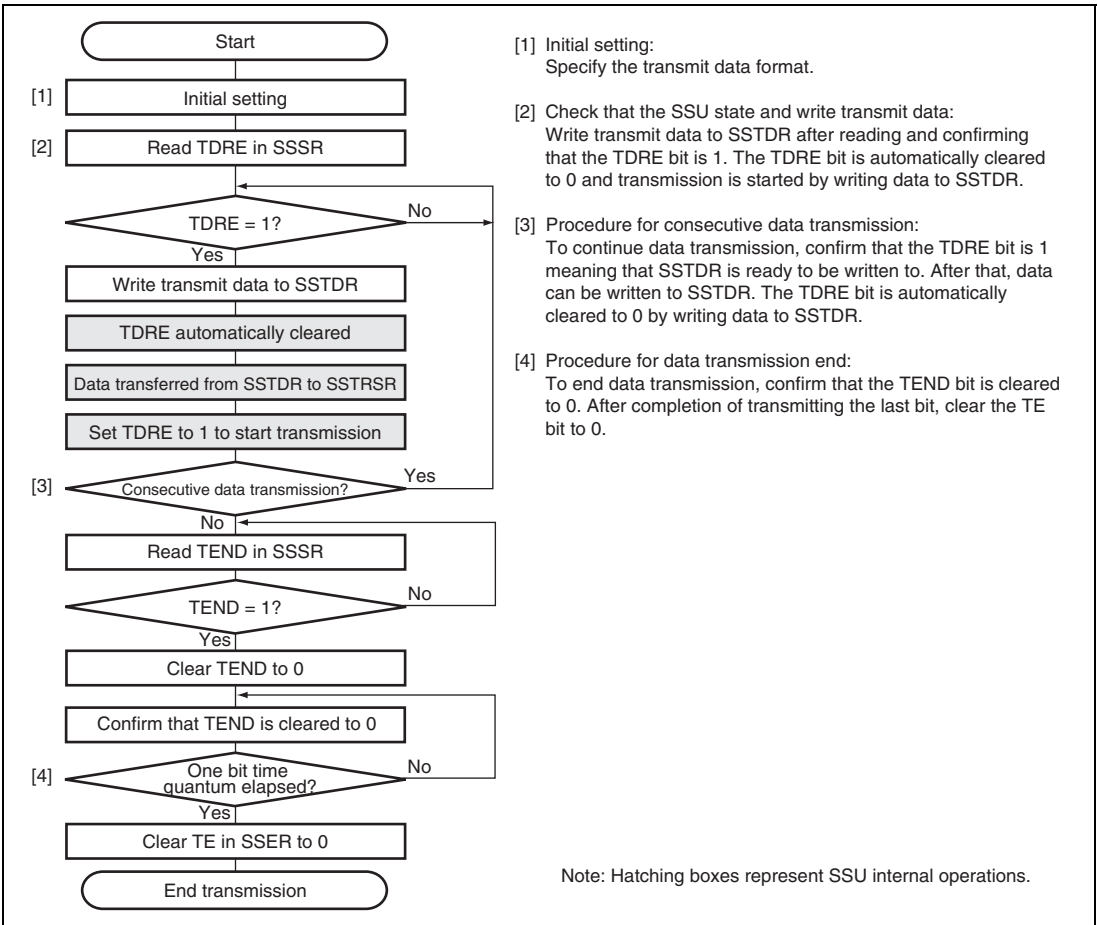 Start
[1] Initial setting
[2] Read TDRE in SSSR
TDRE = 1?
No
Yes
Write transmit data to SSTDR
TDRE automatically cleared
Data transferred from SSTDR to SSTRSR
Set TDRE to 1 to start transmission
[3] Consecutive data transmission?
Yes
No
Read TEND in SSSR
TEND = 1?
No
Yes
Clear TEND to 0
Confirm that TEND is cleared to 0
[4] One bit time
quantum elapsed?
No
Yes
Clear TE in SSER to 0
End transmission
[1] Initial setting:
Specify the transmit data format.
[2] Check that the SSU state and write transmit data:
Write transmit data to SSTDR after reading and confirming
that the TDRE bit is 1. The TDRE bit is automatically cleared
to 0 and transmission is started by writing data to SSTDR.
[3] Procedure for consecutive data transmission:
To continue data transmission, confirm that the TDRE bit is 1
meaning that SSTDR is ready to be written to. After that, data
can be written to SSTDR. The TDRE bit is automatically
cleared to 0 by writing data to SSTDR.
[4] Procedure for data transmission end:
To end data transmission, confirm that the TEND bit is cleared
to 0. After completion of transmitting the last bit, clear the TE
bit to 0.
Note: Hatching boxes represent SSU internal operations.